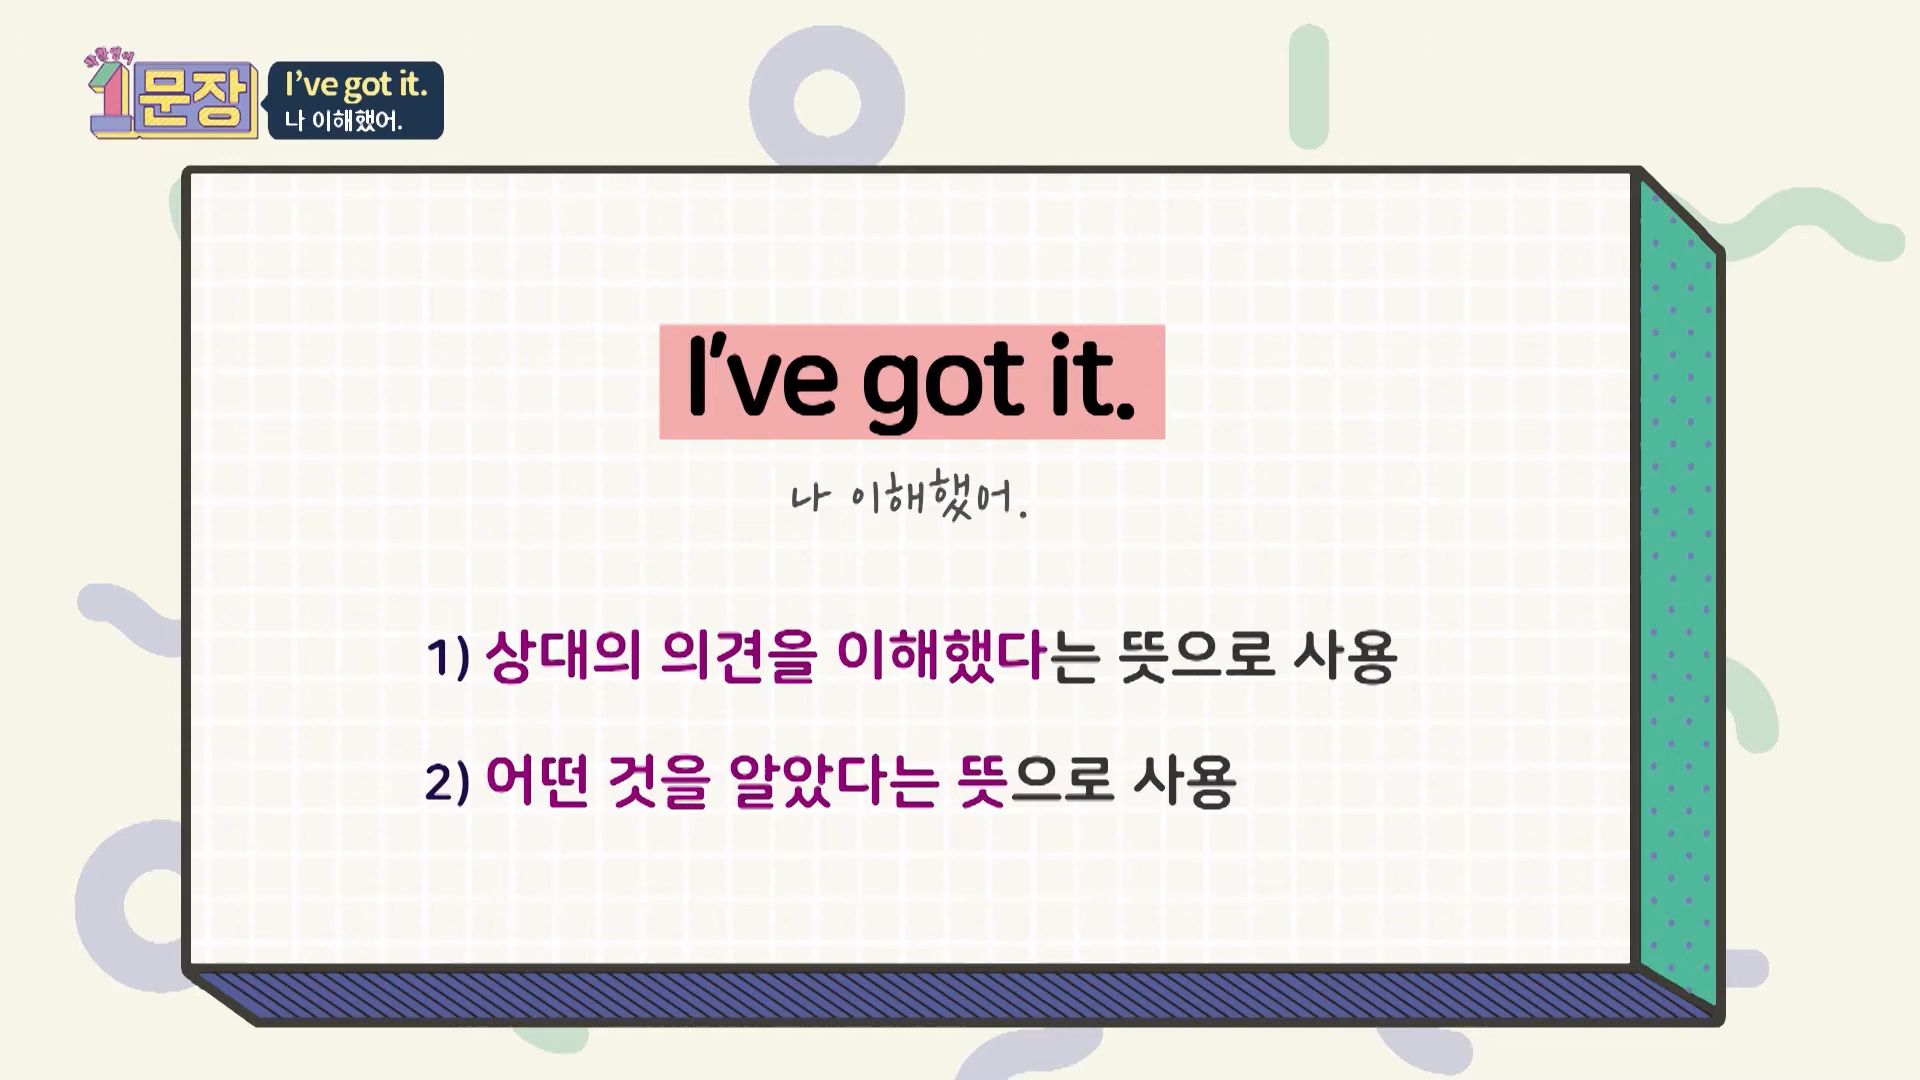 1문장
I've got it.
나 이해했어.
I've got it.
나 이해했어.
1) 상대의 의견을 이해했다는 뜻으로 사용
2) 어떤 것을 알았다는 뜻으로 사용